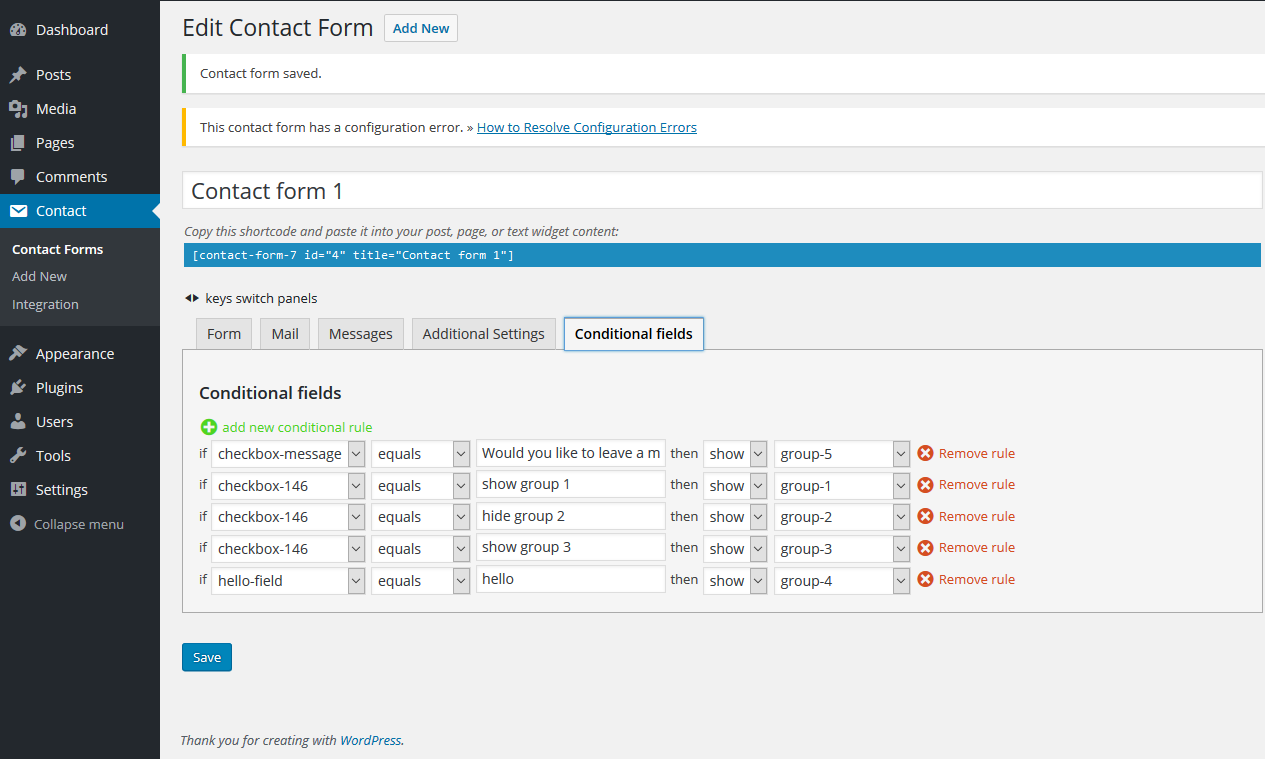 Dashboard
Posts
Media
Pages
Comments
Contact
Contact Forms
Add New
Integration
Appearance
Plugins
Users
Tools
Settings
Collapse menu
Edit Contact Form Add New
Contact form saved.
This contact form has a configuration error. » How to Resolve Configuration Errors
Contact form 1
Copy this shortcode and paste it into your post, page, or text widget content:
[contact-form-7 id="4" title="Contact form 1"]
keys switch panels
Form Mail Messages Additional Settings Conditional fields
Conditional fields
add new conditional rule
if checkbox-message equals Would you like to leave a m then show group-5 Remove rule
if checkbox-146 equals show group 1 then show group-1 Remove rule
if checkbox-146 equals hide group 2 then show group-2 Remove rule
if checkbox-146 equals show group 3 then show group-3 Remove rule
if hello-field equals hello then show group-4 Remove rule
Save
Thank you for creating with WordPress.